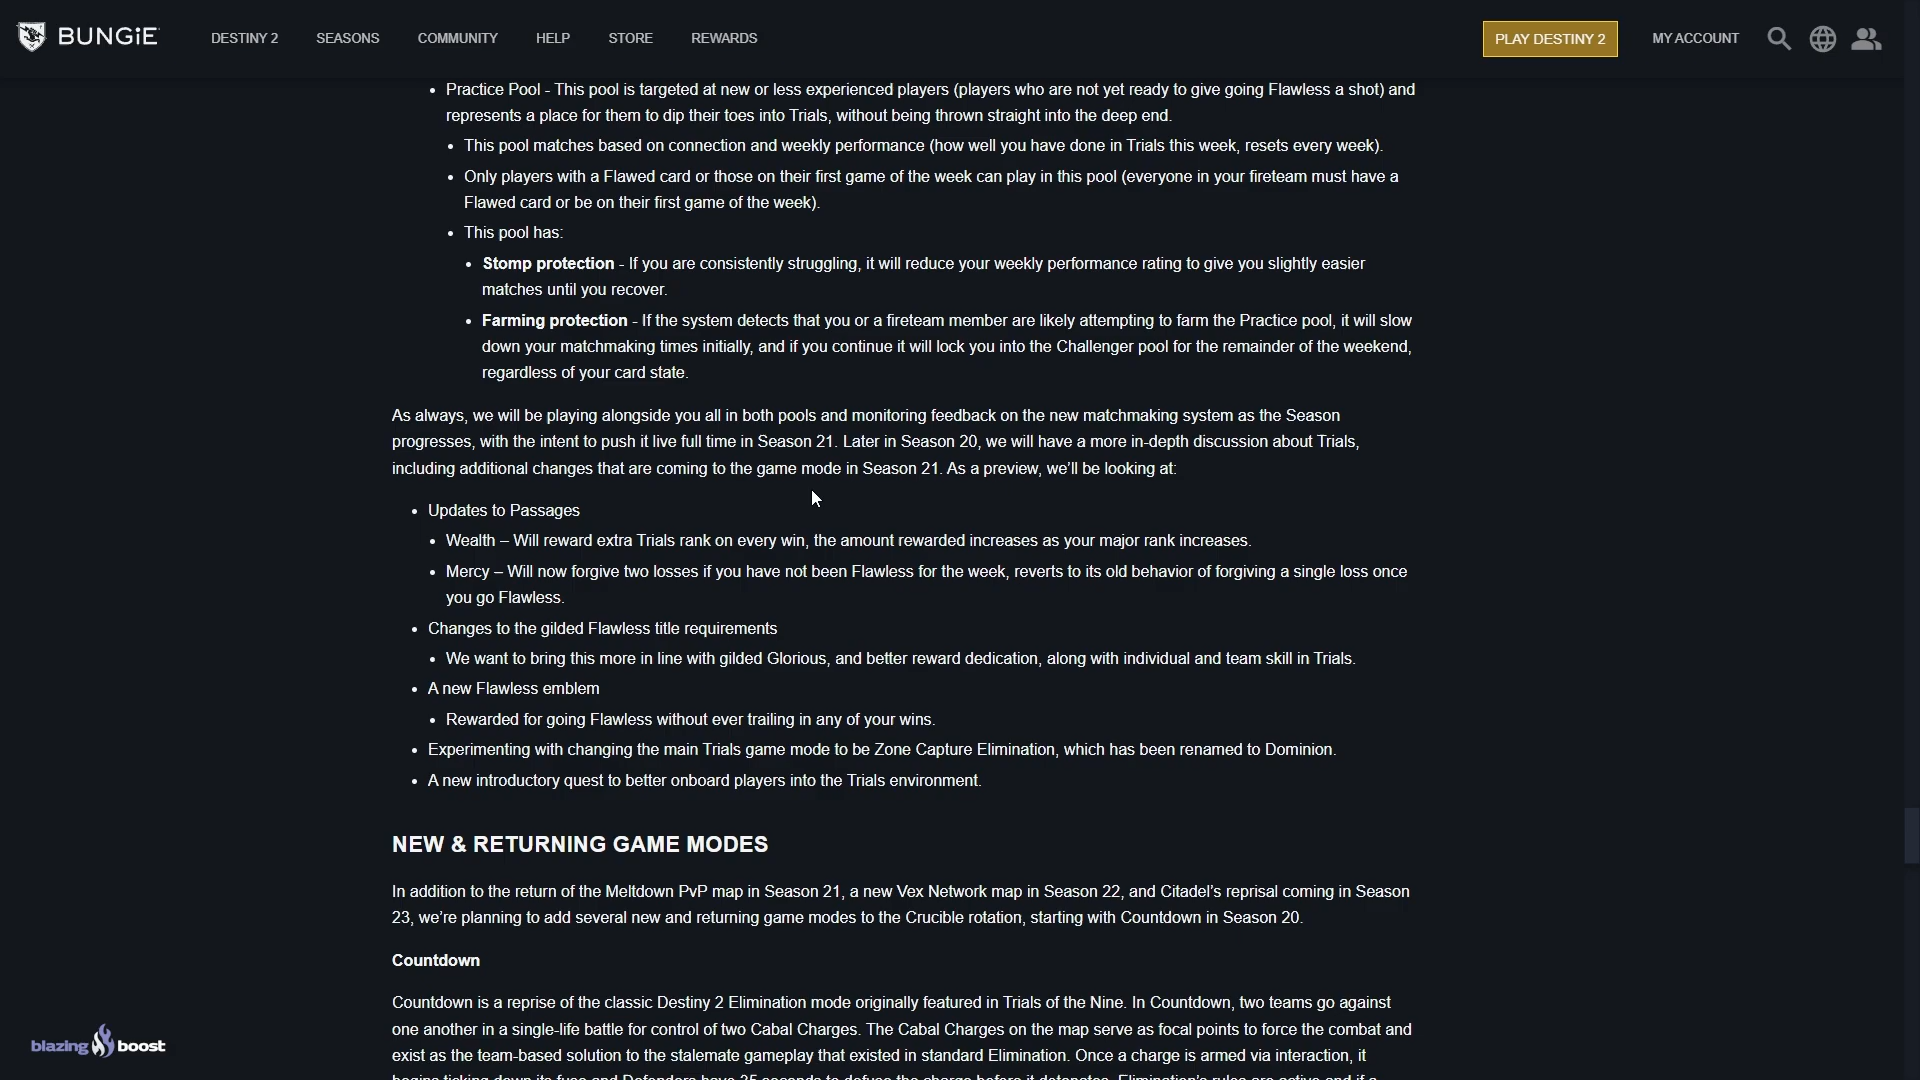 BUNGiE
DESTINY 2 SEASONS COMMUNITY HELP STORE REWARDS
PLAY DESTINY 2 MY ACCOUNT
• Practice Pool - This pool is targeted at new or less experienced players (players who are not yet ready to give going Flawless a shot) and
represents a place for them to dip their toes into Trials, without being thrown straight into the deep end.
• This pool matches based on connection and weekly performance (how well you have done in Trials this week, resets every week).
• Only players with a Flawed card or those on their first game of the week can play in this pool (everyone in your fireteam must have a
Flawed card or be on their first game of the week).
• This pool has:
• Stomp protection - If you are consistently struggling, it will reduce your weekly performance rating to give you slightly easier
matches until you recover.
• Farming protection - If the system detects that you or a fireteam member are likely attempting to farm the Practice pool, it will slow
down your matchmaking times initially, and if you continue it will lock you into the Challenger pool for the remainder of the weekend,
regardless of your card state.
As always, we will be playing alongside you all in both pools and monitoring feedback on the new matchmaking system as the Season
progresses, with the intent to push it live full time in Season 21. Later in Season 20, we will have a more in-depth discussion about Trials,
including additional changes that are coming to the game mode in Season 21. As a preview, we'll be looking at:
• Updates to Passages
• Wealth – Will reward extra Trials rank on every win, the amount rewarded increases as your major rank increases.
• Mercy – Will now forgive two losses if you have not been Flawless for the week, reverts to its old behavior of forgiving a single loss once
you go Flawless.
• Changes to the gilded Flawless title requirements
• We want to bring this more in line with gilded Glorious, and better reward dedication, along with individual and team skill in Trials.
• A new Flawless emblem
• Rewarded for going Flawless without ever trailing in any of your wins.
• Experimenting with changing the main Trials game mode to be Zone Capture Elimination, which has been renamed to Dominion.
• A new introductory quest to better onboard players into the Trials environment.
NEW & RETURNING GAME MODES
In addition to the return of the Meltdown PvP map in Season 21, a new Vex Network map in Season 22, and Citadel's reprisal coming in Season
23, we're planning to add several new and returning game modes to the Crucible rotation, starting with Countdown in Season 20.
Countdown
Countdown is a reprise of the classic Destiny 2 Elimination mode originally featured in Trials of the Nine. In Countdown, two teams go against
one another in a single-life battle for control of two Cabal Charges. The Cabal Charges on the map serve as focal points to force the combat and
exist as the team-based solution to the stalemate gameplay that existed in standard Elimination. Once a charge is armed via interaction, it
begins ticking down its fuse and Defenders have 35 seconds to defuse the charge before it detonates. Elimination's rules are active and if a
blazing boost